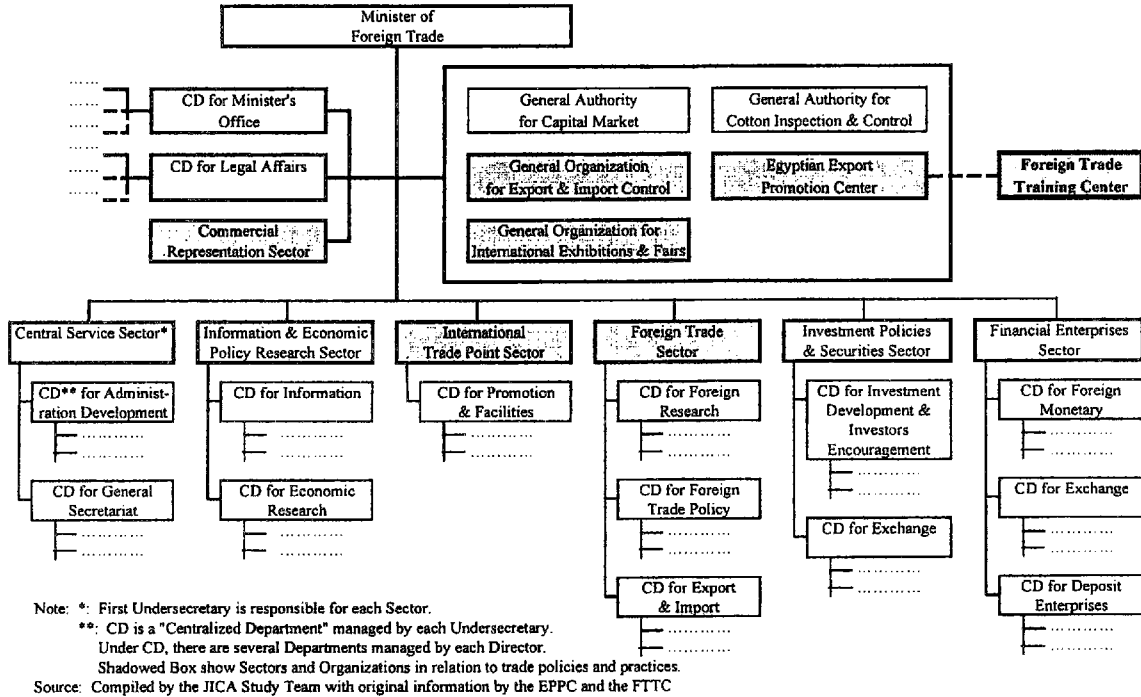 Minister of
Foreign Trade
CD for Minister's
Office
CD for Legal Affairs
Commercial
Representation Sector
General Authority
for Capital Market
General Authority for
Cotton Inspection & Control
General Organization
for Export & Import Control
Egyptian Export
Promotion Center
General Organization for
International Exhibitions & Fairs
Foreign Trade
Training Center
Central Service Sector*
CD** for Administ-
ration Development
CD for General
Secretariat
Information & Economic
Policy Research Sector
CD for Information
CD for Economic
Research
International
Trade Point Sector
CD for Promotion
& Facilities
Foreign Trade
Sector
CD for Foreign
Research
CD for Foreign
Trade Policy
CD for Export
& Import
Investment Policies
& Securities Sector
CD for Investment
Development &
Investors
Encouragement
CD for Exchange
Financial Enterprises
Sector
CD for Foreign
Monetary
CD for Exchange
CD for Deposit
Enterprises
Note: *: First Undersecretary is responsible for each Sector.
**: CD is a "Centralized Department" managed by each Undersecretary.
Under CD, there are several Departments managed by each Director.
Shadowed Box show Sectors and Organizations in relation to trade policies and practices.
Source: Compiled by the JICA Study Team with original information by the EPPC and the FTTC